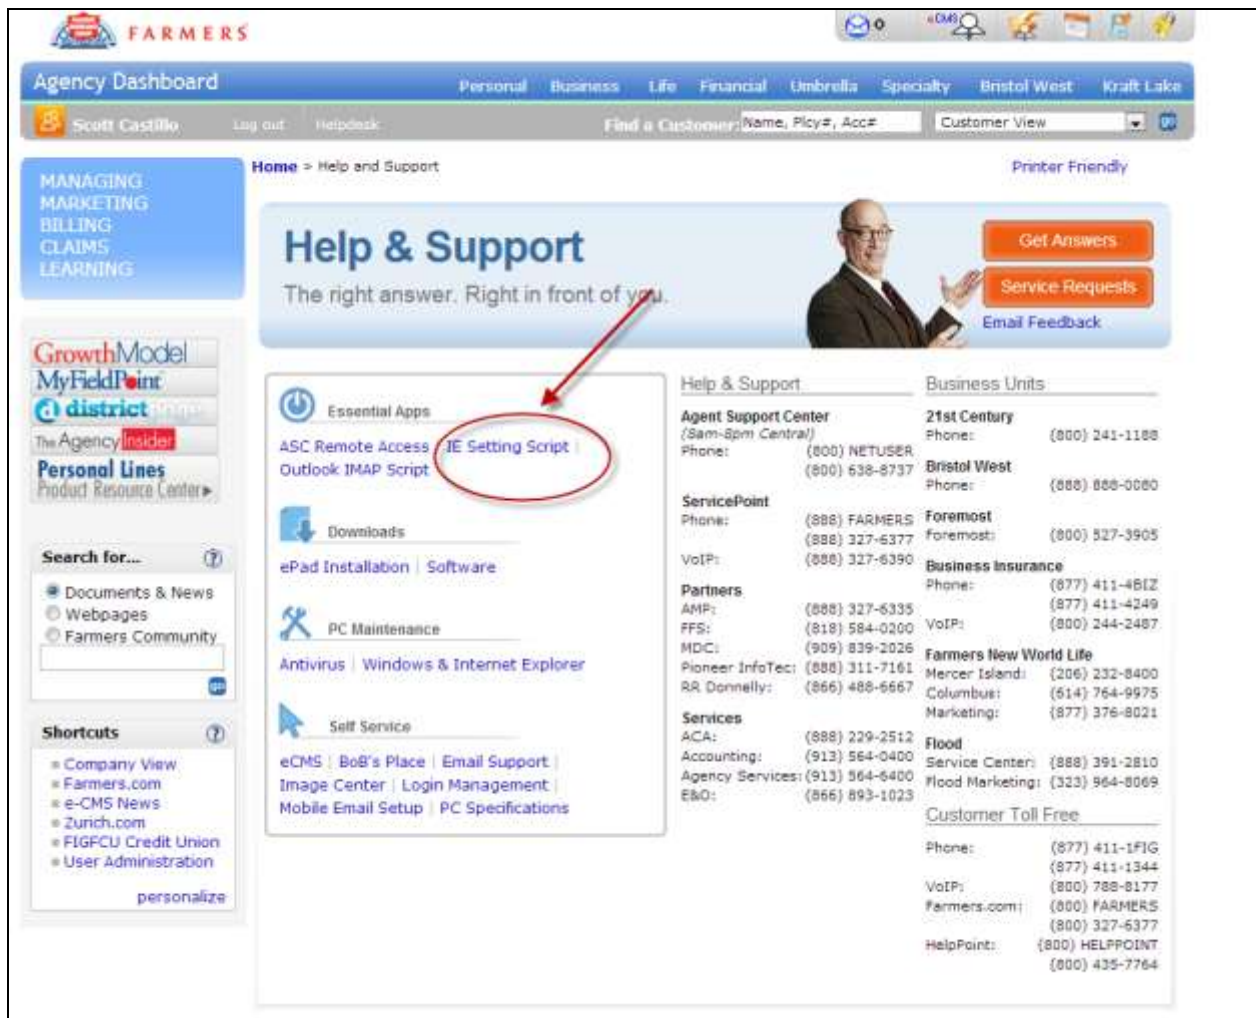 FARMERS
0
eCMS
Agency Dashboard
Personal Business Life Financial Umbrella Specialty Bristol West Kraft Lake
Scott Castillo Log out Helpdesk Find a Customer: Name, Plcy#, Acc# Customer View
MANAGING
MARKETING
BILLING
CLAIMS
LEARNING
Home > Help and Support
Printer Friendly
Help & Support
The right answer. Right in front of you.
Get Answers
Service Requests
Email Feedback
GrowthModel
MyFieldPoint
district
The Agency Insider
Personal Lines
Product Resource Center
Search for...
Documents & News
Webpages
Farmers Community
Shortcuts
Company View
Farmers.com
e-CMS News
Zurich.com
FIGFCU Credit Union
User Administration
personalize
Essential Apps
ASC Remote Access | IE Setting Script |
Outlook IMAP Script
Downloads
ePad Installation | Software
PC Maintenance
Antivirus | Windows & Internet Explorer
Self Service
eCMS | BoB's Place | Email Support |
Image Center | Login Management |
Mobile Email Setup | PC Specifications
Help & Support
Agent Support Center
(8am-8pm Central)
Phone: (800) NETUSER
(800) 638-8737
ServicePoint
Phone: (888) FARMERS
(888) 327-6377
VoIP: (888) 327-6390
Partners
AMP: (888) 327-6335
FFS: (818) 584-0200
MDC: (909) 839-2026
Pioneer InfoTec: (888) 311-7161
RR Donnelly: (866) 488-6667
Services
ACA: (888) 229-2512
Accounting: (913) 564-0400
Agency Services: (913) 564-6400
E&O: (866) 893-1023
Business Units
21st Century
Phone: (800) 241-1188
Bristol West
Phone: (888) 888-0080
Foremost
Foremost: (800) 527-3905
Business Insurance
Phone: (877) 411-4BIZ
(877) 411-4249
VoIP: (800) 244-2487
Farmers New World Life
Mercer Island: (206) 232-8400
Columbus: (614) 764-9975
Marketing: (877) 376-8021
Flood
Service Center: (888) 391-2810
Flood Marketing: (323) 964-8069
Customer Toll Free
Phone: (877) 411-1FIG
(877) 411-1344
VoIP: (800) 788-8177
Farmers.com: (800) FARMERS
(800) 327-6377
HelpPoint: (800) HELPPOINT
(800) 435-7764